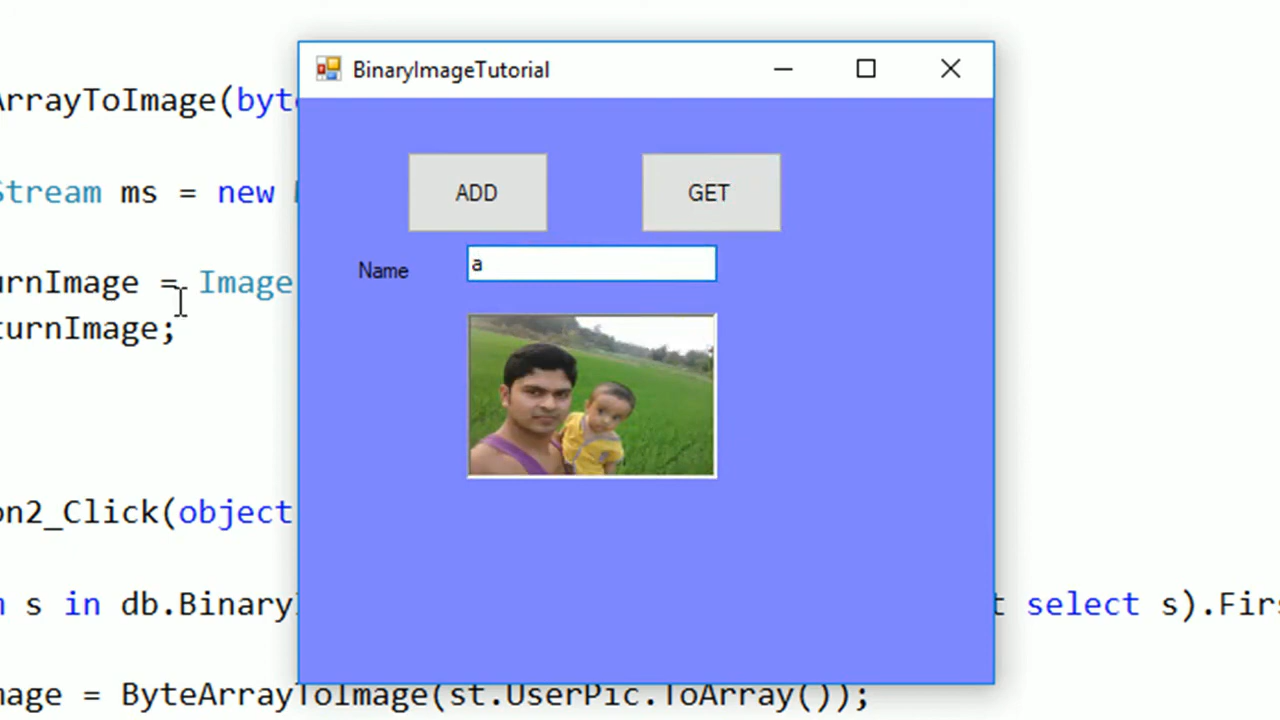 BinaryImageTutorial
ArrayToImage(byt
ADD GET
Stream ms = new
Name a
urnImage = Image
turnImage;
on2_Click(object
s in db.Binary t select s).Firs
mage = ByteArrayToImage(st.UserPic.ToArray());